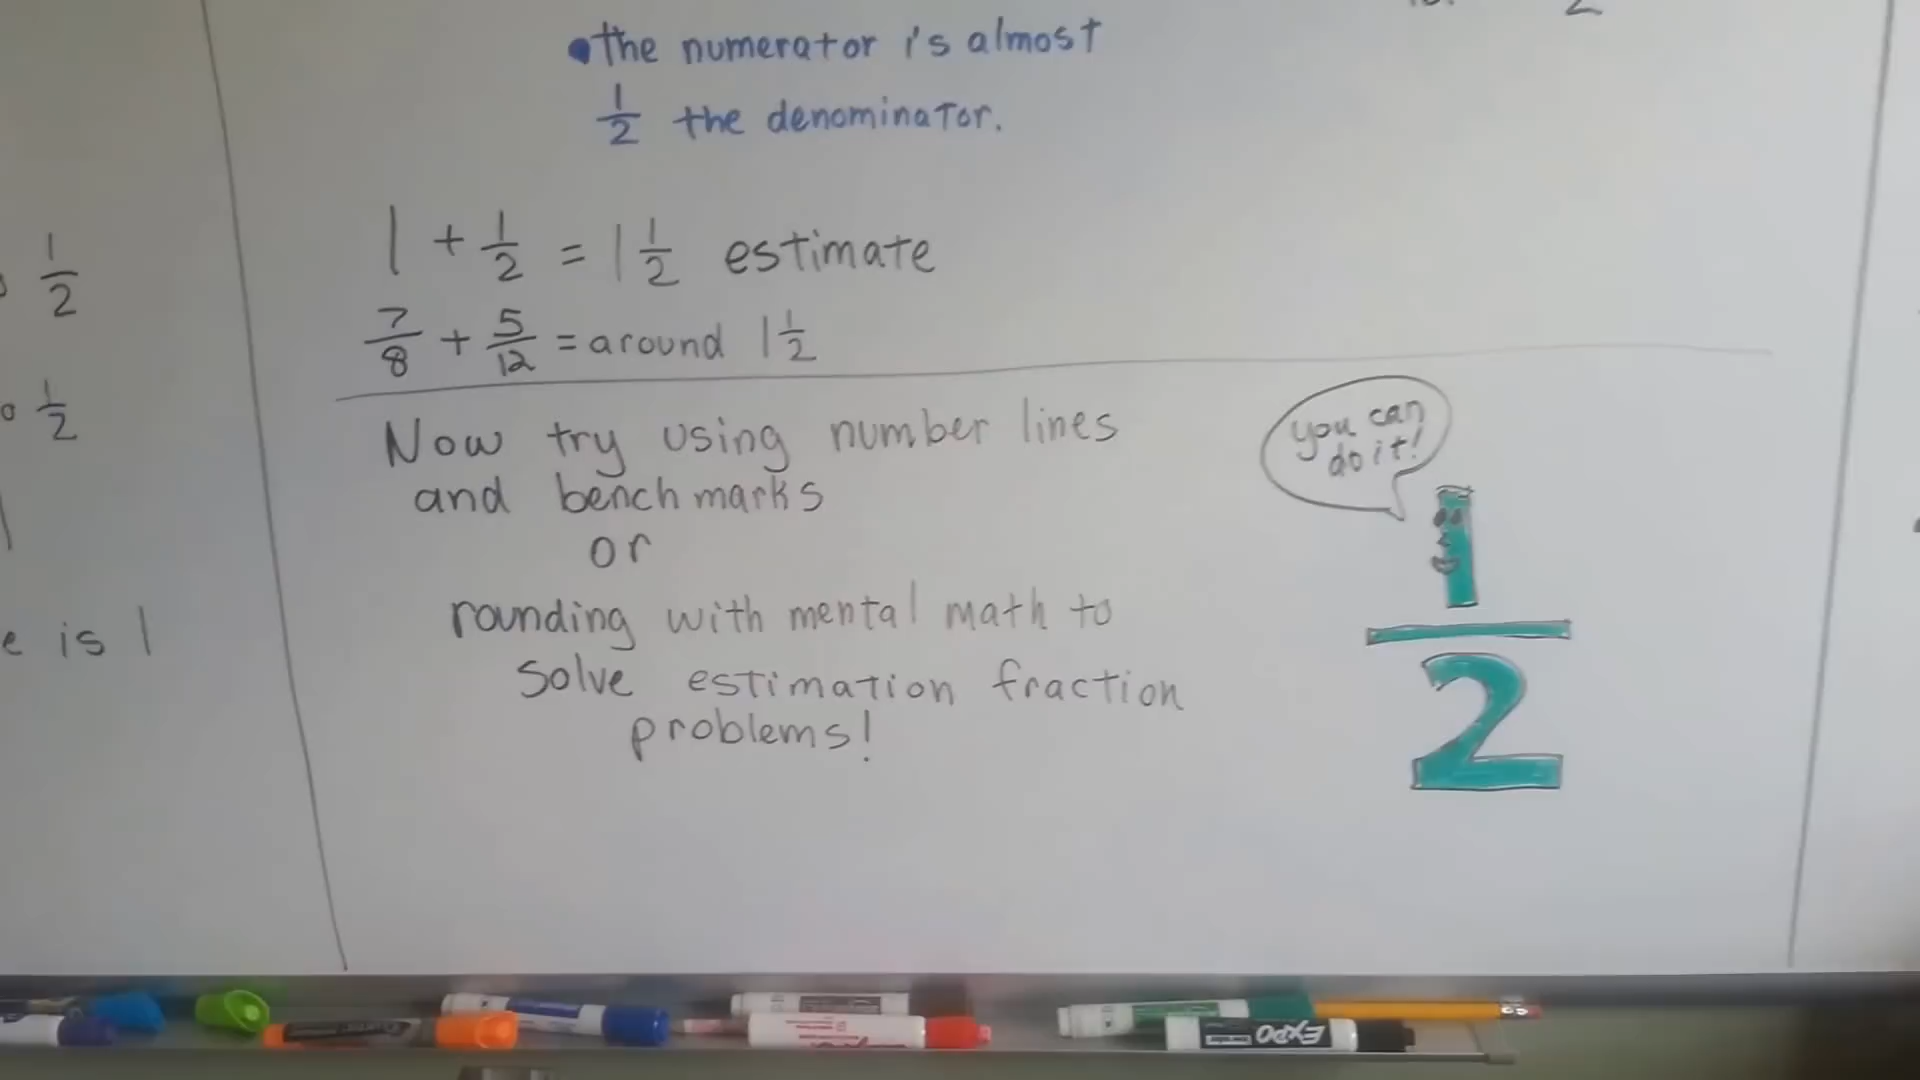 • the numerator is almost
1/2 the denominator.
1/2
1 + 1/2 = 1 1/2 estimate
7/8 + 5/12 = around 1 1/2
1/2
Now try using number lines
and benchmarks
or
rounding with mental math to
solve estimation fraction
problems!
you can
do it!
1/2
e is 1
EXPO